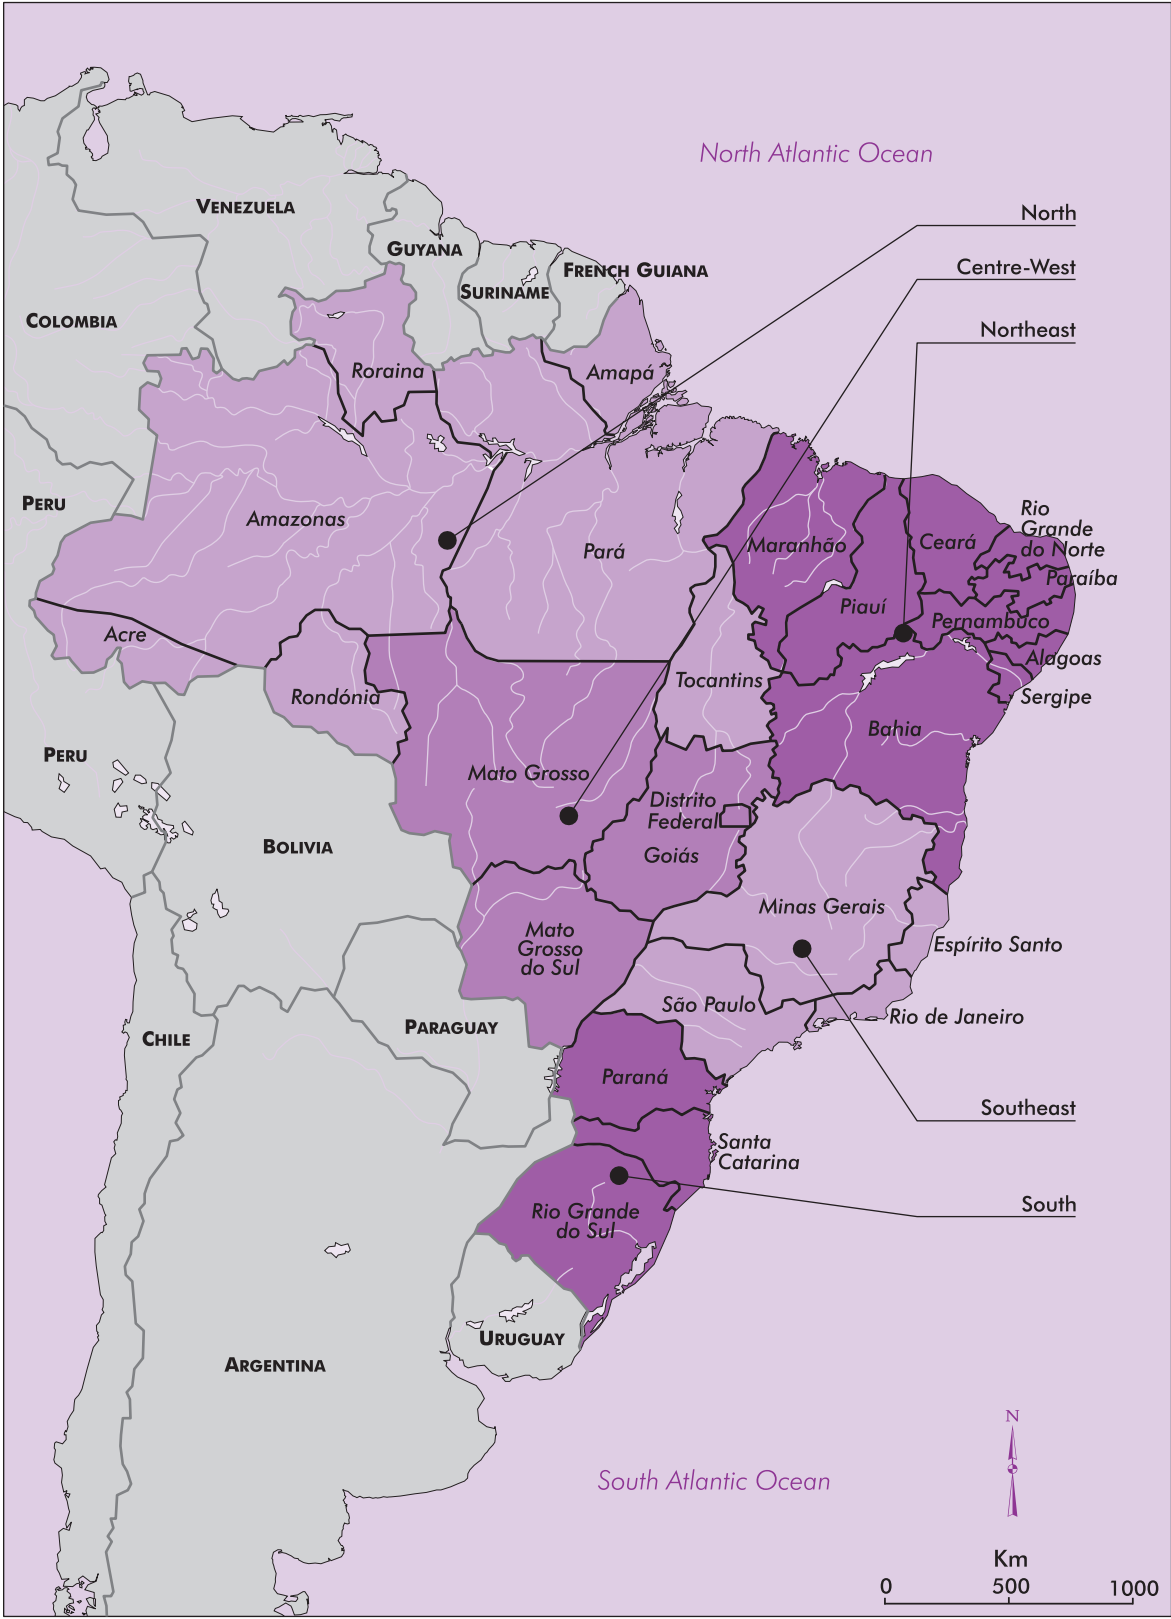 North Atlantic Ocean
VENEZUELA
North
GUYANA
Centre-West
FRENCH GUIANA
SURINAME
COLOMBIA
Northeast
Roraina
Amapá
PERU
Amazonas
Pará
Maranhão
Ceará
Rio
Grande
do Norte
Paraíba
Piauí
Pernambuco
Acre
Alagoas
Rondónia
Tocantins
Sergipe
Bahia
PERU
Mato Grosso
Distrito
Federal
Goiás
BOLIVIA
Minas Gerais
Mato
Grosso
do Sul
Espírito Santo
São Paulo
Rio de Janeiro
PARAGUAY
CHILE
Paraná
Southeast
Santa
Catarina
South
Rio Grande
do Sul
URUGUAY
ARGENTINA
N
South Atlantic Ocean
Km
0 500 1000